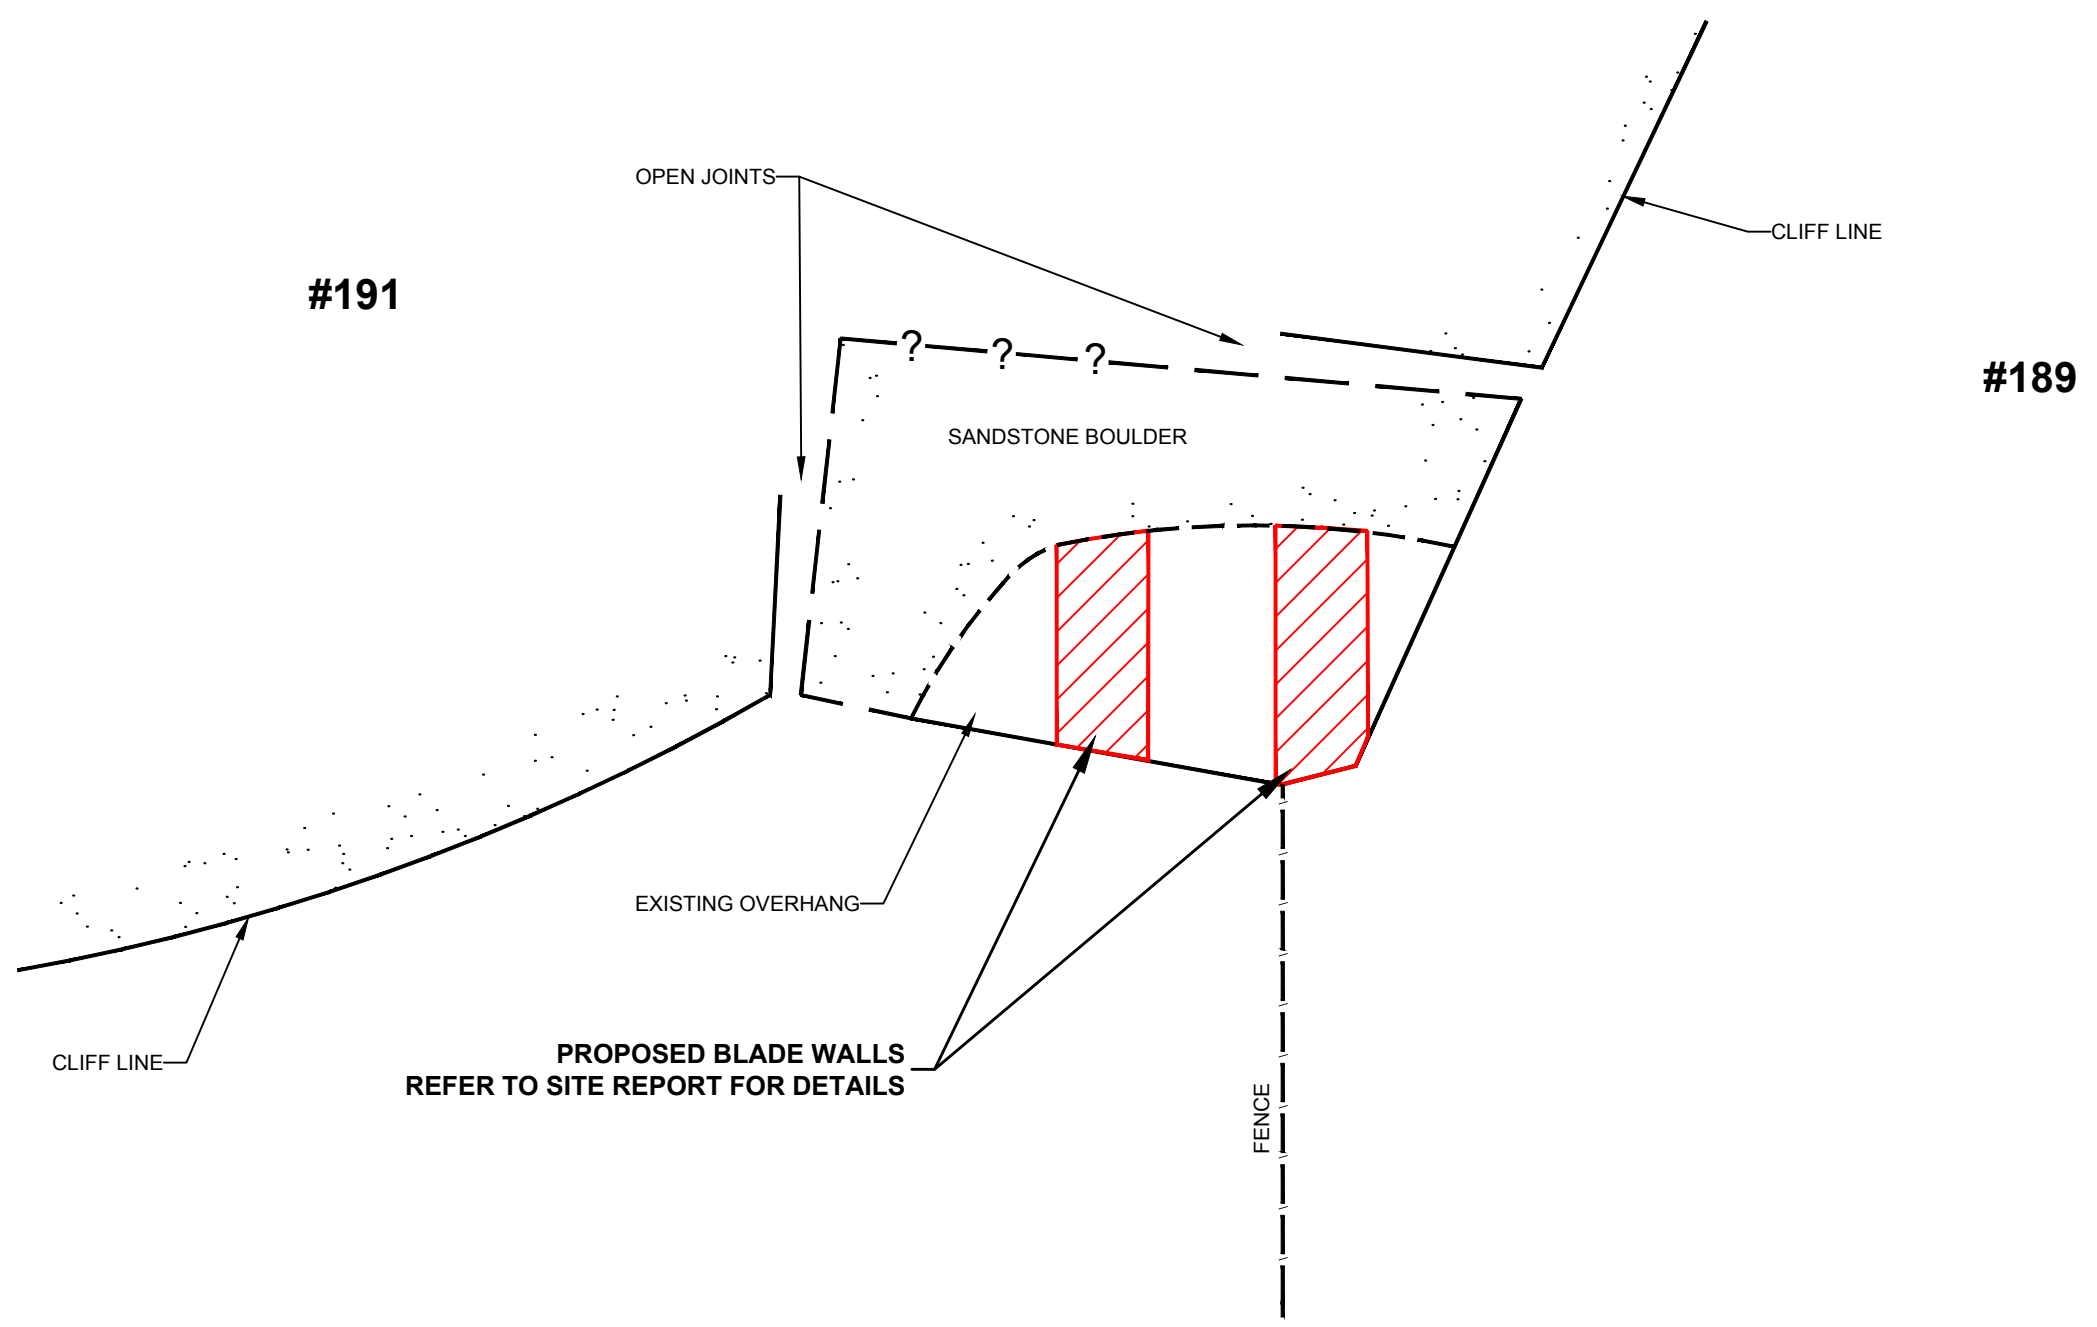 OPEN JOINTS
CLIFF LINE
#191
? ? ?
#189
SANDSTONE BOULDER
EXISTING OVERHANG
PROPOSED BLADE WALLS
REFER TO SITE REPORT FOR DETAILS
CLIFF LINE
FENCE